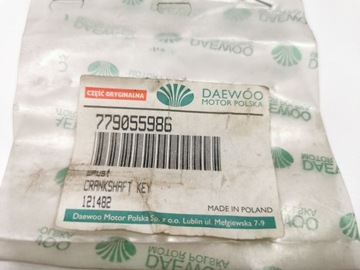 CZĘŚĆ ORYGINALNA
DAEWOO
MOTOR POLSKA
779055986
WPUST
CRANKSHAFT KEY
121482
MADE IN POLAND
Daewoo Motor Polska Sp. z o.o. Lublin ul. Mełgiewska 7-9